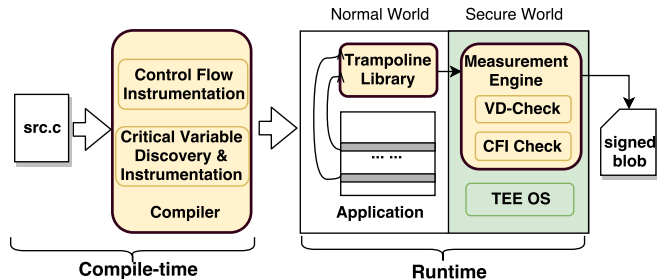 Normal World
Secure World
src.c
Control Flow
Instrumentation
Critical Variable
Discovery &
Instrumentation
Compiler
Trampoline
Library
... ...
Application
Measurement
Engine
VD-Check
CFI Check
TEE OS
signed
blob
Compile-time
Runtime